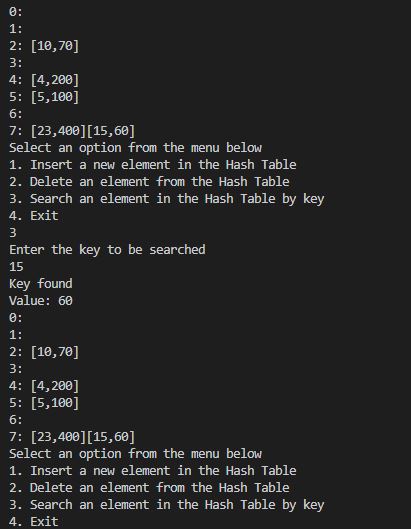 0:
1:
2: [10,70]
3:
4: [4,200]
5: [5,100]
6:
7: [23,400][15,60]
Select an option from the menu below
1. Insert a new element in the Hash Table
2. Delete an element from the Hash Table
3. Search an element in the Hash Table by key
4. Exit
3
Enter the key to be searched
15
Key found
Value: 60
0:
1:
2: [10,70]
3:
4: [4,200]
5: [5,100]
6:
7: [23,400][15,60]
Select an option from the menu below
1. Insert a new element in the Hash Table
2. Delete an element from the Hash Table
3. Search an element in the Hash Table by key
4. Exit